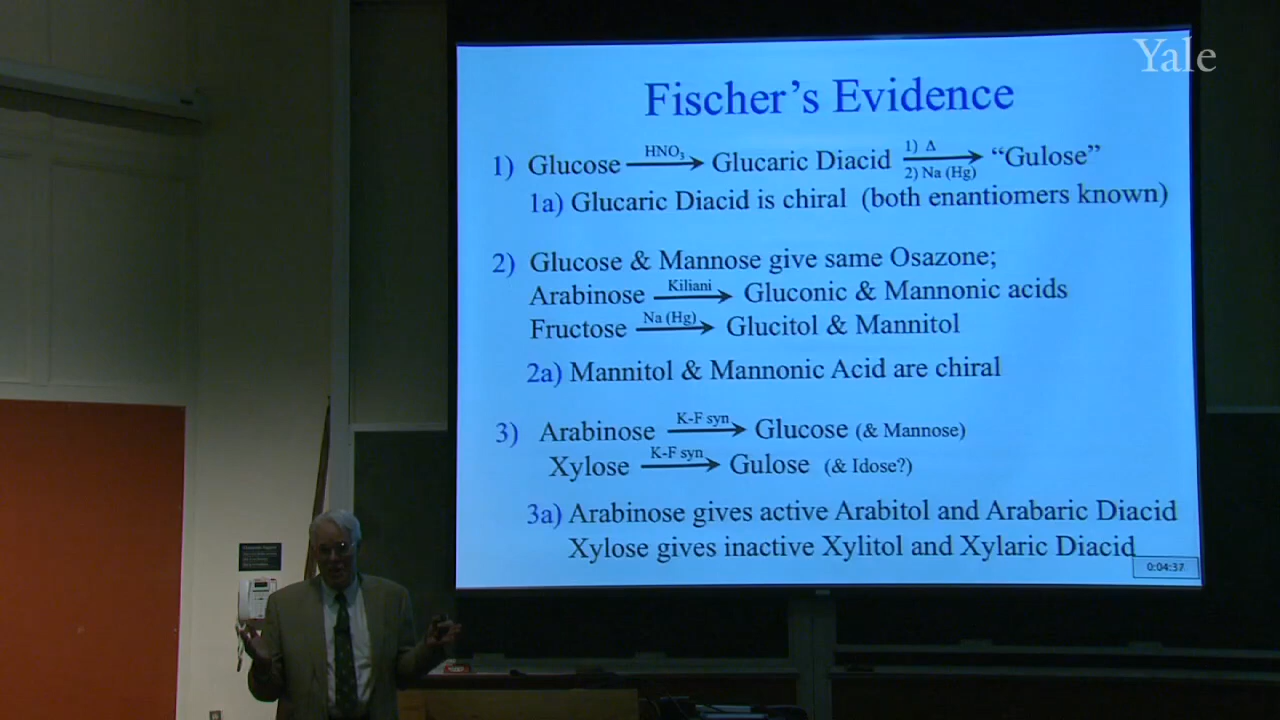 Yale
Fischer's Evidence
1) Glucose HNO₃ → Glucaric Diacid 1) Δ 2) Na (Hg) → “Gulose”
1a) Glucaric Diacid is chiral (both enantiomers known)
2) Glucose & Mannose give same Osazone;
Arabinose Kiliani → Gluconic & Mannonic acids
Fructose Na (Hg) → Glucitol & Mannitol
2a) Mannitol & Mannonic Acid are chiral
3) Arabinose K-F syn → Glucose (& Mannose)
Xylose K-F syn → Gulose (& Idose?)
3a) Arabinose gives active Arabitol and Arabaric Diacid
Xylose gives inactive Xylitol and Xylaric Diacid
0:04:37